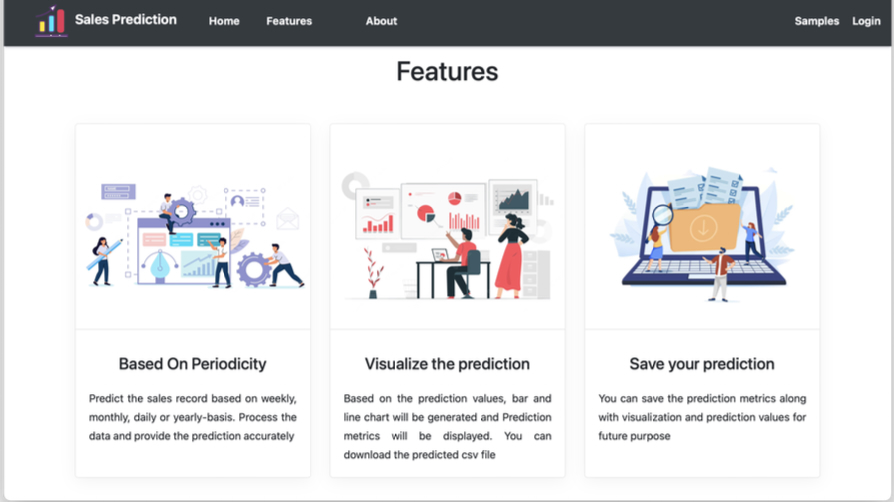 Sales Prediction Home Features About Samples Login
Features
Based On Periodicity
Predict the sales record based on weekly,
monthly, daily or yearly-basis. Process the
data and provide the prediction accurately
Visualize the prediction
Based on the prediction values, bar and
line chart will be generated and Prediction
metrics will be displayed. You can
download the predicted csv file
Save your prediction
You can save the prediction metrics along
with visualization and prediction values for
future purpose